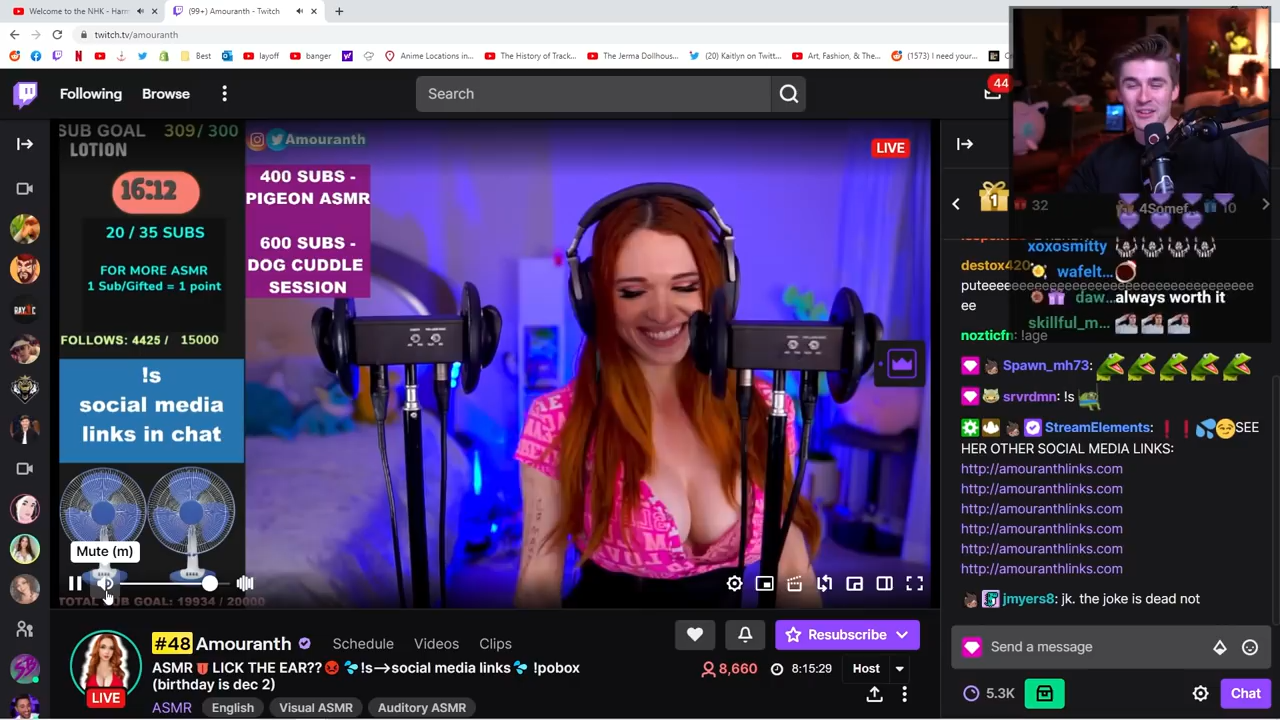 Welcome to the NHK - Harm
(99+) Amouranth - Twitch
twitch.tv/amouranth
Best
layoff
banger
Anime Locations in...
The History of Track...
The Jerma Dollhous...
(20) Kaitlyn on Twitt...
Art, Fashion, & The...
(1573) I need your...
Following
Browse
Search
44
SUB GOAL 309/ 300
LOTION
16:12
20 / 35 SUBS
FOR MORE ASMR
1 Sub/Gifted = 1 point
FOLLOWS: 4425 / 15000
!s
social media
links in chat
Mute (m)
TOTAL SUB GOAL: 19934 / 20000
Amouranth
400 SUBS -
PIGEON ASMR
600 SUBS -
DOG CUDDLE
SESSION
LIVE
1
32
4Somef... 10
xoxosmitty
destox420
wafelt...
puteeeeeeeeeeeeeeeeeeeeeeeeeeeeeeeeeeeeeeee
ee
daw... always worth it
skillful_m...
nozticfn: !age
Spawn_mh73:
srvrdmn: !s
StreamElements: SEE
HER OTHER SOCIAL MEDIA LINKS:
http://amouranthlinks.com
http://amouranthlinks.com
http://amouranthlinks.com
http://amouranthlinks.com
http://amouranthlinks.com
http://amouranthlinks.com
jmyers8: jk. the joke is dead not
Send a message
5.3K
Chat
LIVE
#48 Amouranth
Schedule
Videos
Clips
Resubscribe
ASMR LICK THE EAR?? !s->social media links !pobox
(birthday is dec 2)
8,660
8:15:29
Host
ASMR
English
Visual ASMR
Auditory ASMR